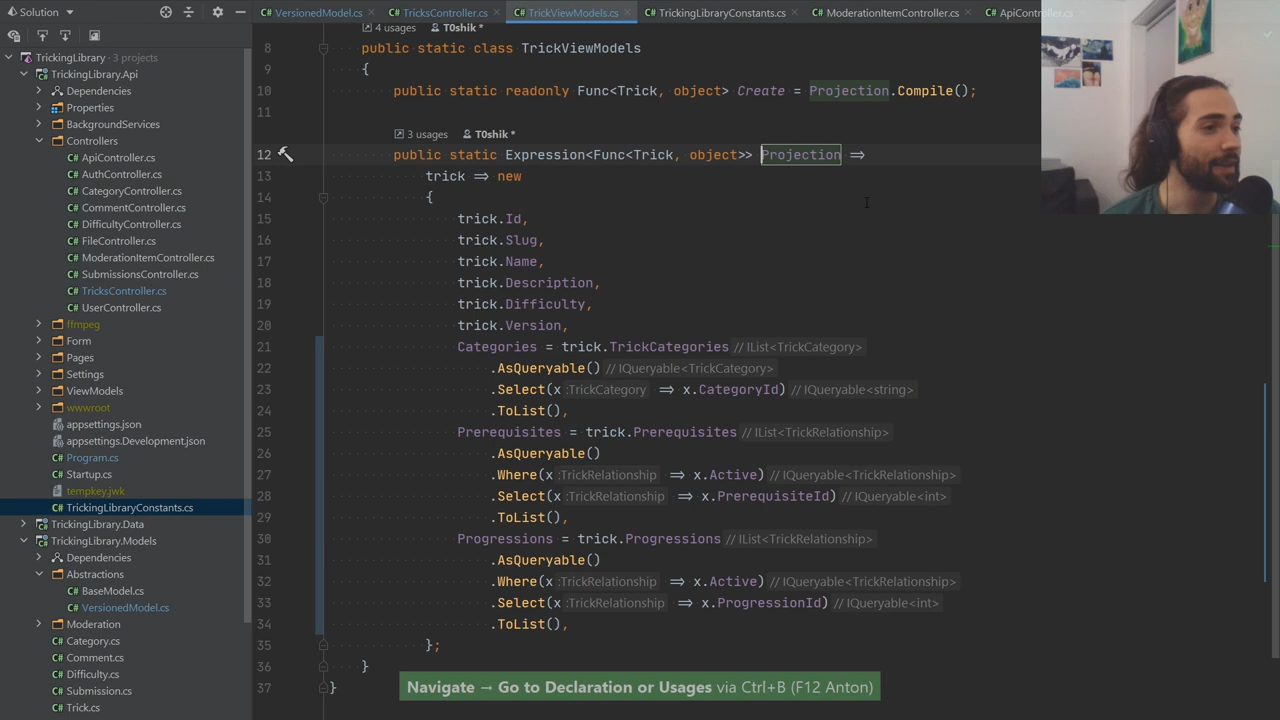 Solution
VersionedModel.cs
TricksController.cs
TrickViewModels.cs
TrickingLibraryConstants.cs
ModerationItemController.cs
ApiController.cs
TrickingLibrary · 3 projects
TrickingLibrary.Api
Dependencies
Properties
BackgroundServices
Controllers
ApiController.cs
AuthController.cs
CategoryController.cs
CommentController.cs
DifficultyController.cs
FileController.cs
ModerationItemController.cs
SubmissionsController.cs
TricksController.cs
UserController.cs
ffmpeg
Form
Pages
Settings
ViewModels
wwwroot
appsettings.json
appsettings.Development.json
Program.cs
Startup.cs
tempkey.jwk
TrickingLibraryConstants.cs
TrickingLibrary.Data
TrickingLibrary.Models
Dependencies
Abstractions
BaseModel.cs
VersionedModel.cs
Moderation
Category.cs
Comment.cs
Difficulty.cs
Submission.cs
Trick.cs
4 usages T0shik *
8 public static class TrickViewModels
9 {
10 public static readonly Func<Trick, object> Create = Projection.Compile();
11
3 usages T0shik *
12 public static Expression<Func<Trick, object>> Projection =>
13 trick => new
14 {
15 trick.Id,
16 trick.Slug,
17 trick.Name,
18 trick.Description,
19 trick.Difficulty,
20 trick.Version,
21 Categories = trick.TrickCategories // IList<TrickCategory>
22 .AsQueryable() // IQueryable<TrickCategory>
23 .Select(x :TrickCategory => x.CategoryId) // IQueryable<string>
24 .ToList(),
25 Prerequisites = trick.Prerequisites // IList<TrickRelationship>
26 .AsQueryable()
27 .Where(x :TrickRelationship => x.Active) // IQueryable<TrickRelationship>
28 .Select(x :TrickRelationship => x.PrerequisiteId) // IQueryable<int>
29 .ToList(),
30 Progressions = trick.Progressions // IList<TrickRelationship>
31 .AsQueryable()
32 .Where(x :TrickRelationship => x.Active) // IQueryable<TrickRelationship>
33 .Select(x :TrickRelationship => x.ProgressionId) // IQueryable<int>
34 .ToList(),
35 };
36 }
37 }
Navigate → Go to Declaration or Usages via Ctrl+B (F12 Anton)